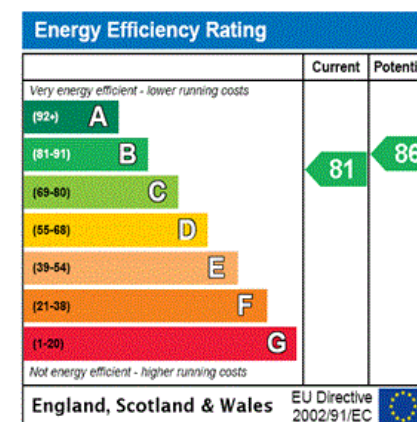 Energy Efficiency Rating
Current Potenti
Very energy efficient - lower running costs
(92+) A
(81-91) B
86
81
(69-80) C
(55-68) D
(39-54) E
(21-38) F
(1-20) G
Not energy efficient - higher running costs
England, Scotland & Wales
EU Directive
2002/91/EC